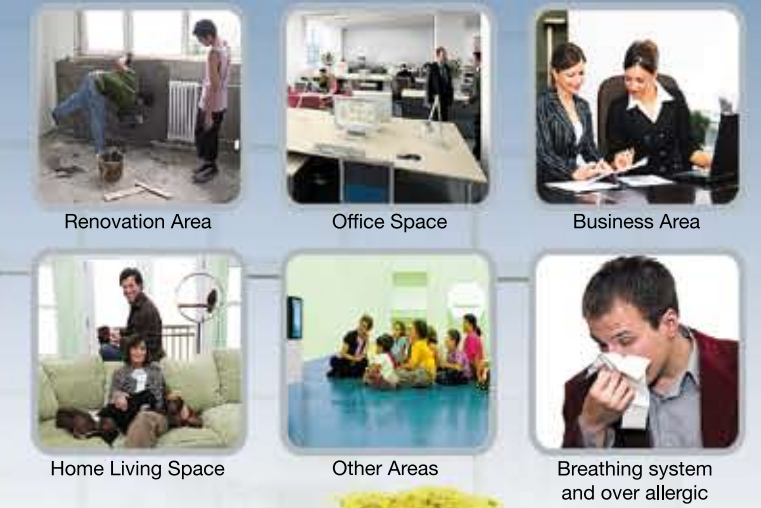 Renovation Area
Office Space
Business Area
Home Living Space
Other Areas
Breathing system
and over allergic